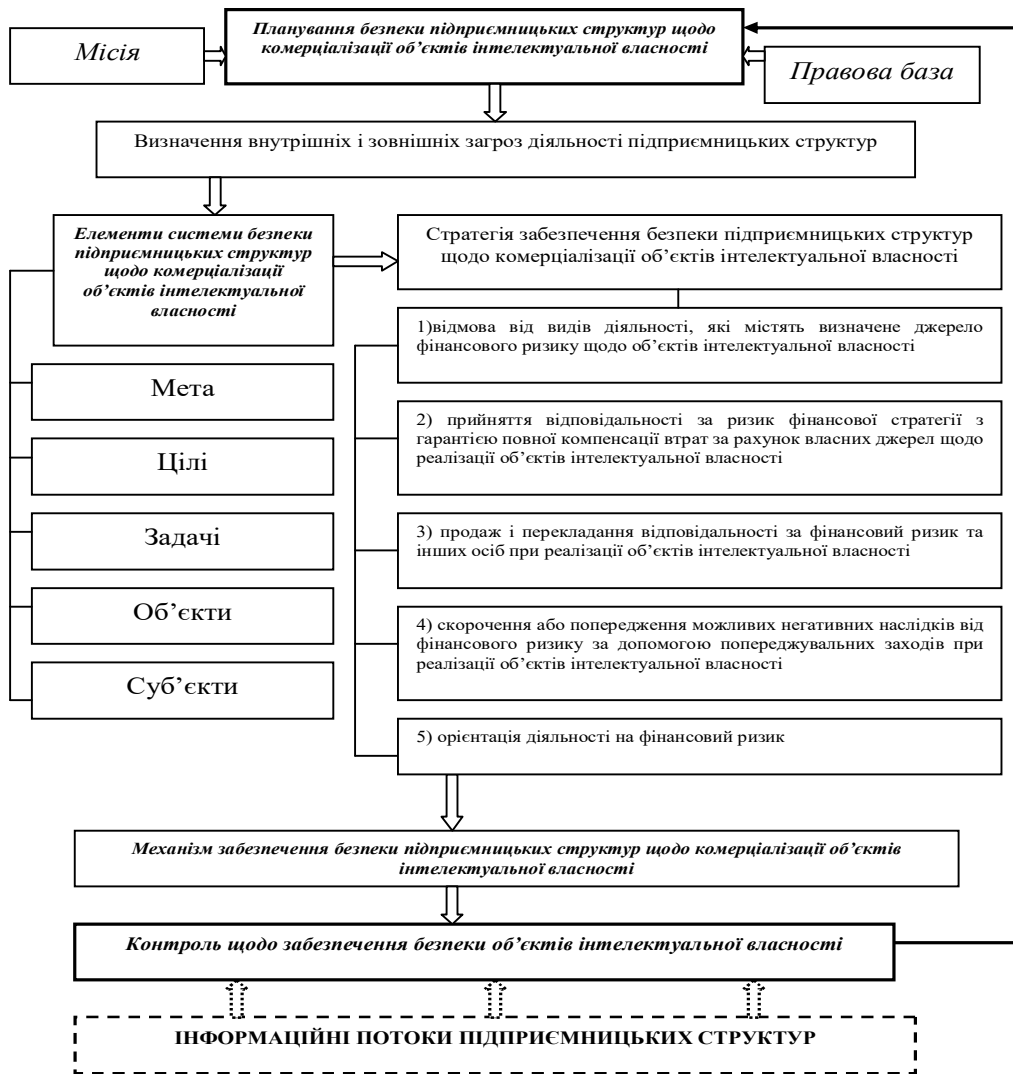 Планування безпеки підприємницьких структур щодо
комерціалізації об’єктів інтелектуальної власності
Місія
Правова база
Визначення внутрішніх і зовнішніх загроз діяльності підприємницьких структур
Елементи системи безпеки
підприємницьких структур
щодо комерціалізації
об’єктів інтелектуальної
власності
Мета
Цілі
Задачі
Об’єкти
Суб’єкти
Стратегія забезпечення безпеки підприємницьких структур
щодо комерціалізації об’єктів інтелектуальної власності
1)відмова від видів діяльності, які містять визначене джерело
фінансового ризику щодо об’єктів інтелектуальної власності
2) прийняття відповідальності за ризик фінансової стратегії з
гарантією повної компенсації втрат за рахунок власних джерел щодо
реалізації об’єктів інтелектуальної власності
3) продаж і перекладання відповідальності за фінансовий ризик та
інших осіб при реалізації об’єктів інтелектуальної власності
4) скорочення або попередження можливих негативних наслідків від
фінансового ризику за допомогою попереджувальних заходів при
реалізації об’єктів інтелектуальної власності
5) орієнтація діяльності на фінансовий ризик
Механізм забезпечення безпеки підприємницьких структур щодо комерціалізації об’єктів
інтелектуальної власності
Контроль щодо забезпечення безпеки об’єктів інтелектуальної власності
ІНФОРМАЦІЙНІ ПОТОКИ ПІДПРИЄМНИЦЬКИХ СТРУКТУР